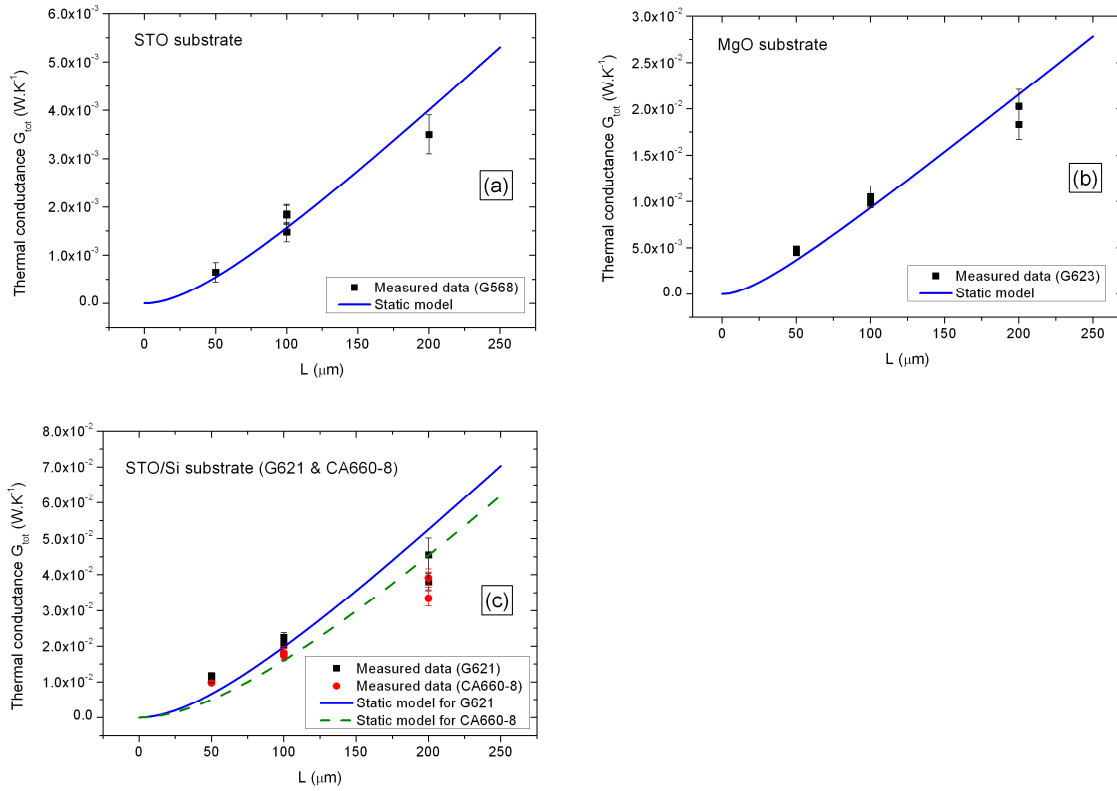 STO substrate
(a)
Measured data (G568)
Static model
Thermal conductance Gtot (W.K-1)
6.0x10-3
5.0x10-3
4.0x10-3
3.0x10-3
2.0x10-3
1.0x10-3
0.0
0
50
100
150
200
250
L (μm)
MgO substrate
(b)
Measured data (G623)
Static model
Thermal conductance Gtot (W.K-1)
3.0x10-2
2.5x10-2
2.0x10-2
1.5x10-2
1.0x10-2
5.0x10-3
0.0
0
50
100
150
200
250
L (μm)
STO/Si substrate (G621 & CA660-8)
(c)
Measured data (G621)
Measured data (CA660-8)
Static model for G621
Static model for CA660-8
Thermal conductance Gtot (W.K-1)
8.0x10-2
7.0x10-2
6.0x10-2
5.0x10-2
4.0x10-2
3.0x10-2
2.0x10-2
1.0x10-2
0.0
0
50
100
150
200
250
L (μm)